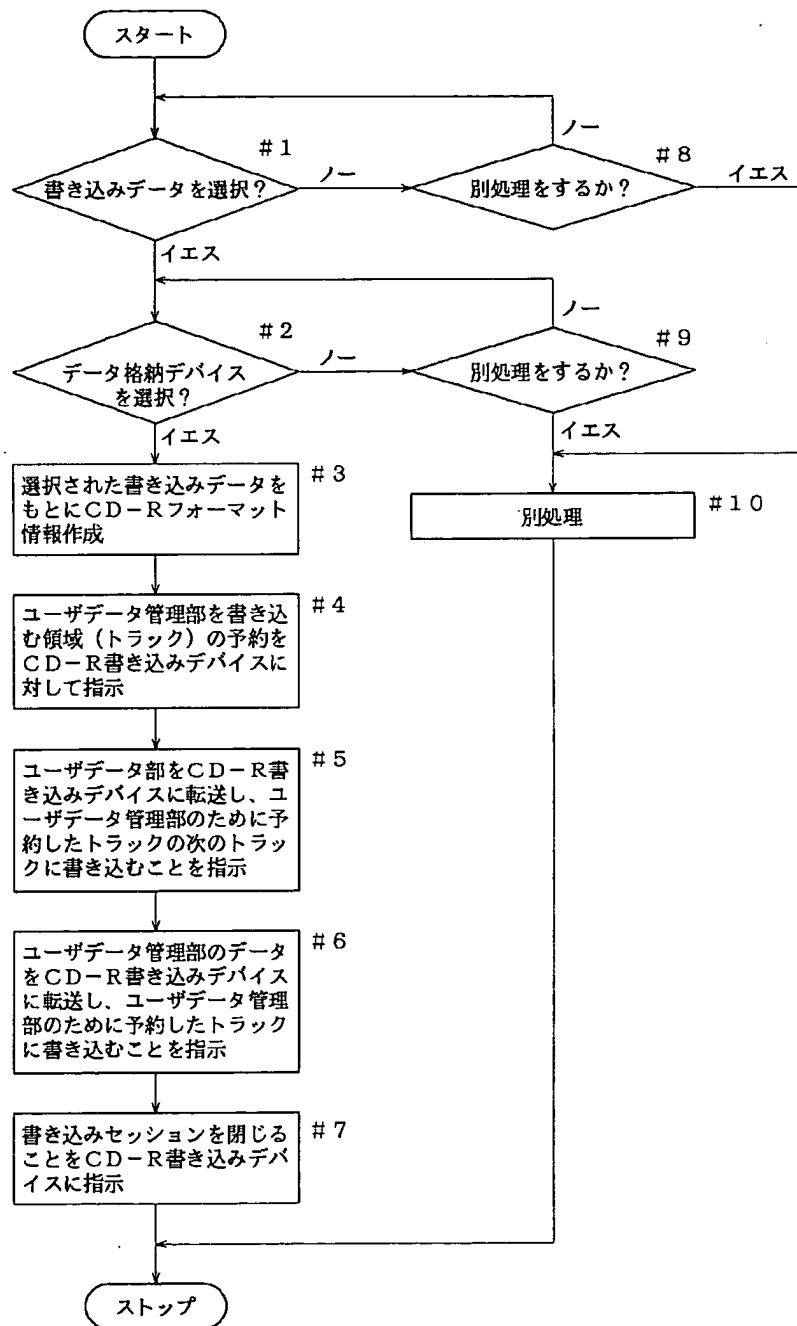 スタート
ノー
#1
#8
書き込みデータを選択?
ノー
別処理をするか?
イエス
イエス
ノー
#2
#9
データ格納デバイス
を選択?
ノー
別処理をするか?
イエス
イエス
選択された書き込みデータを
もとにCD-Rフォーマット
情報作成
#3
別処理
#10
ユーザデータ管理部を書き込
む領域(トラック)の予約を
CD-R書き込みデバイスに
対して指示
#4
ユーザデータ部をCD-R書
き込みデバイスに転送し、ユ
ーザデータ管理部のために予
約したトラックの次のトラッ
クに書き込むことを指示
#5
ユーザデータ管理部のデータ
をCD-R書き込みデバイス
に転送し、ユーザデータ管理
部のために予約したトラック
に書き込むことを指示
#6
書き込みセッションを閉じる
ことをCD-R書き込みデバ
イスに指示
#7
ストップ